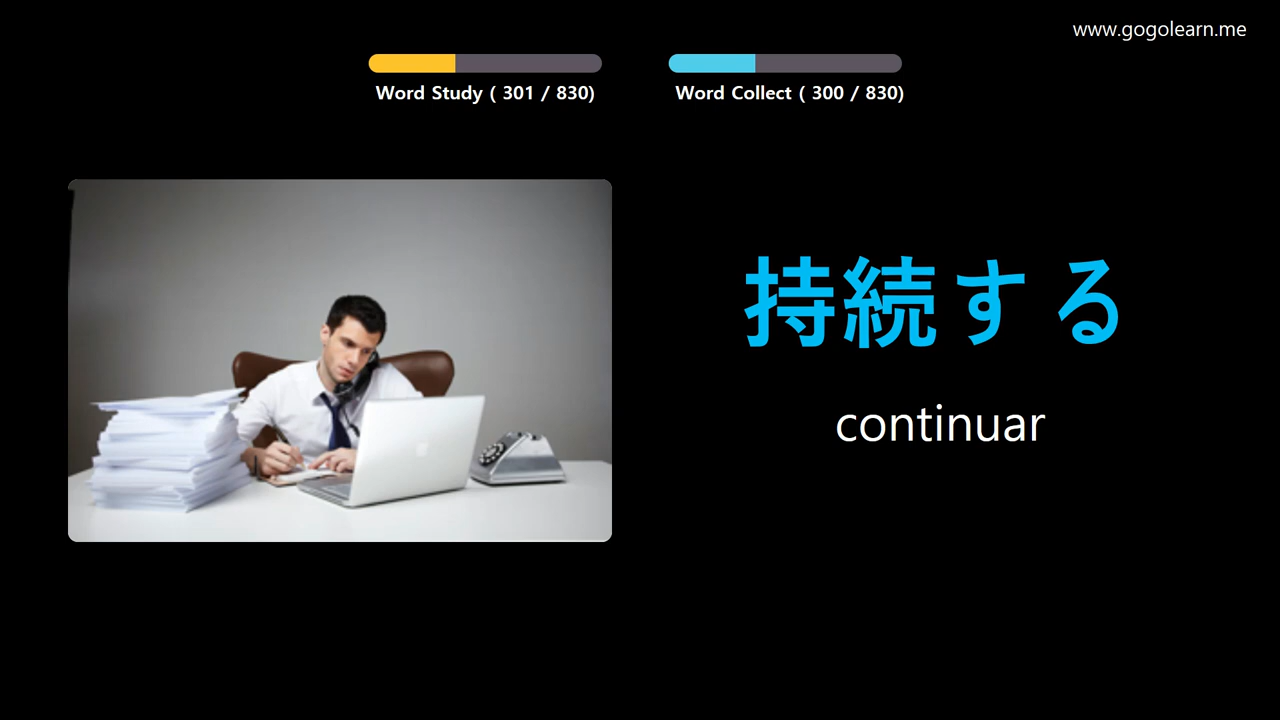 www.gogolearn.me
Word Study ( 301 / 830)
Word Collect ( 300 / 830)
持続する
continuar